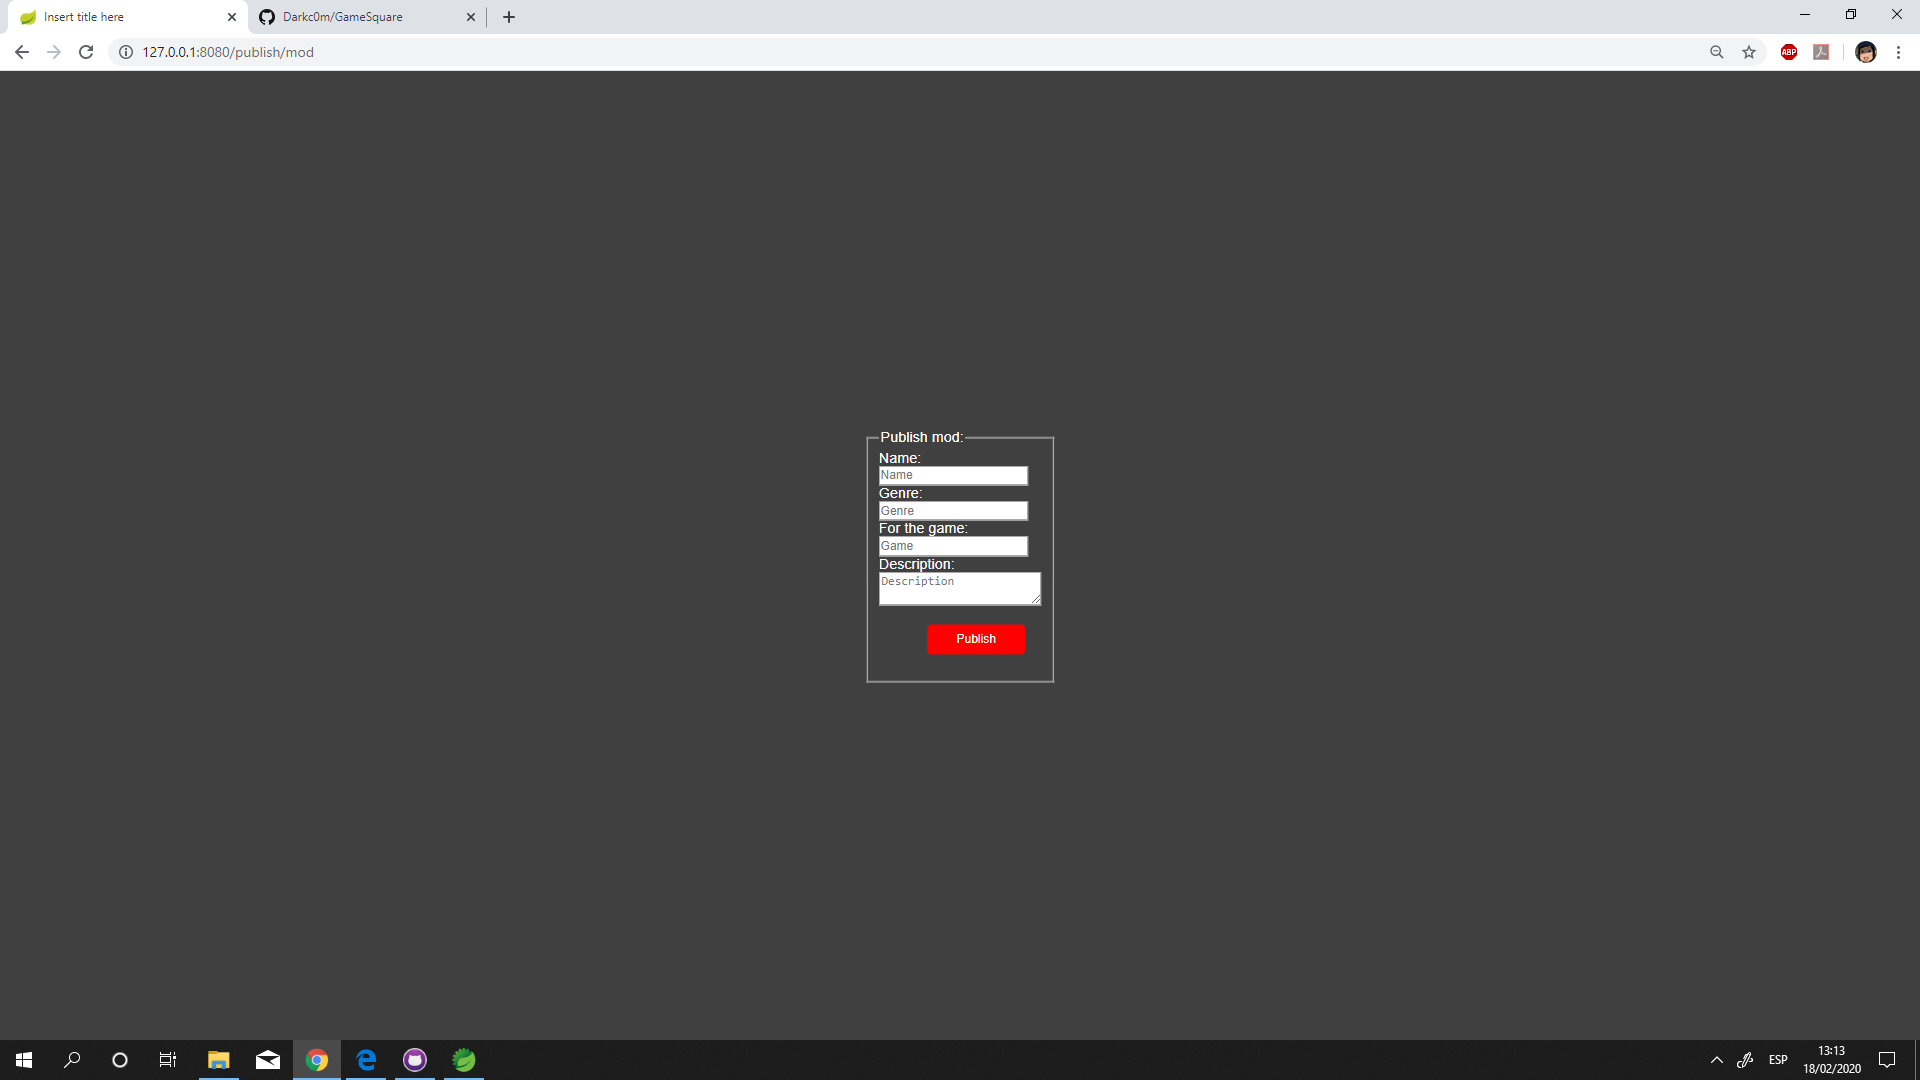 Insert title here
Darkc0m/GameSquare
127.0.0.1:8080/publish/mod
ABP
Publish mod:
Name:
Name
Genre:
Genre
For the game:
Game
Description:
Description
Publish
ESP
13:13
18/02/2020